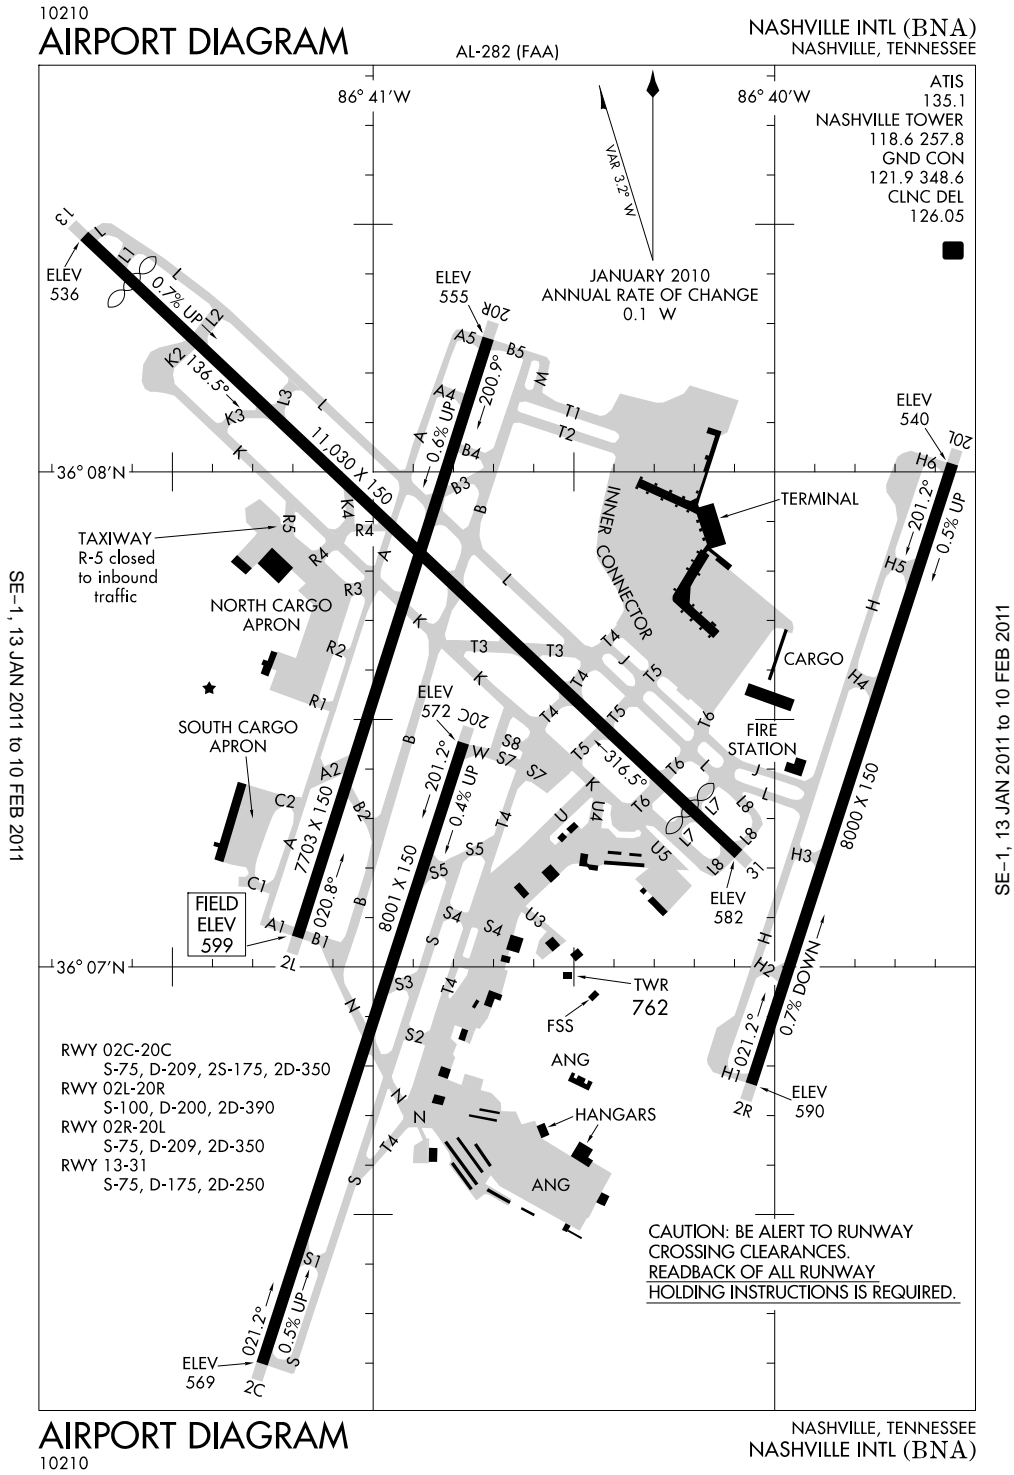 10210
AIRPORT DIAGRAM
AL-282 (FAA)
NASHVILLE INTL (BNA)
NASHVILLE, TENNESSEE
86° 41'W
86° 40'W
ATIS
135.1
NASHVILLE TOWER
118.6 257.8
GND CON
121.9 348.6
CLNC DEL
126.05
VAR 3.2° W
JANUARY 2010
ANNUAL RATE OF CHANGE
0.1 W
13
ELEV
536
L
L1
L
0.7% UP
L2
K2
136.5°
K3
L3
L
K
11,030 X 150
ELEV
555
20R
A5
B5
W
200.9°
A4
0.6% UP
A
B4
B3
B
T1
T2
ELEV
540
20L
H6
201.2°
0.5% UP
H5
H
H4
36° 08'N
TERMINAL
INNER CONNECTOR
TAXIWAY
R-5 closed
to inbound
traffic
R5
K4
R4
R4
A
R3
L
K
NORTH CARGO
APRON
R2
R1
T3
T3
T4
J
T5
T4
K
T4
T5
T6
CARGO
ELEV
572
20C
W
S8
S7
S7
T5
316.5°
K
T6
L
J
L
FIRE
STATION
SOUTH CARGO
APRON
B
A2
C2
A
7703 X 150
B2
201.2°
0.4% UP
T4
U
U4
T6
L7
L7
L8
L8
L8
U5
31
ELEV
582
8000 X 150
H3
C1
FIELD
ELEV
599
A1
B1
2L
020.8°
B
8001 X 150
S5
S5
S4
S4
S
U3
H
H2
36° 07'N
N
S3
T4
TWR
762
FSS
S2
0.7% DOWN
021.2°
H1
2R
ELEV
590
ANG
HANGARS
N
N
T4
S
ANG
RWY 02C-20C
S-75, D-209, 2S-175, 2D-350
RWY 02L-20R
S-100, D-200, 2D-390
RWY 02R-20L
S-75, D-209, 2D-350
RWY 13-31
S-75, D-175, 2D-250
CAUTION: BE ALERT TO RUNWAY
CROSSING CLEARANCES.
READBACK OF ALL RUNWAY
HOLDING INSTRUCTIONS IS REQUIRED.
S1
021.2°
0.5% UP
S
ELEV
569
2C
SE-1, 13 JAN 2011 to 10 FEB 2011
SE-1, 13 JAN 2011 to 10 FEB 2011
AIRPORT DIAGRAM
10210
NASHVILLE, TENNESSEE
NASHVILLE INTL (BNA)